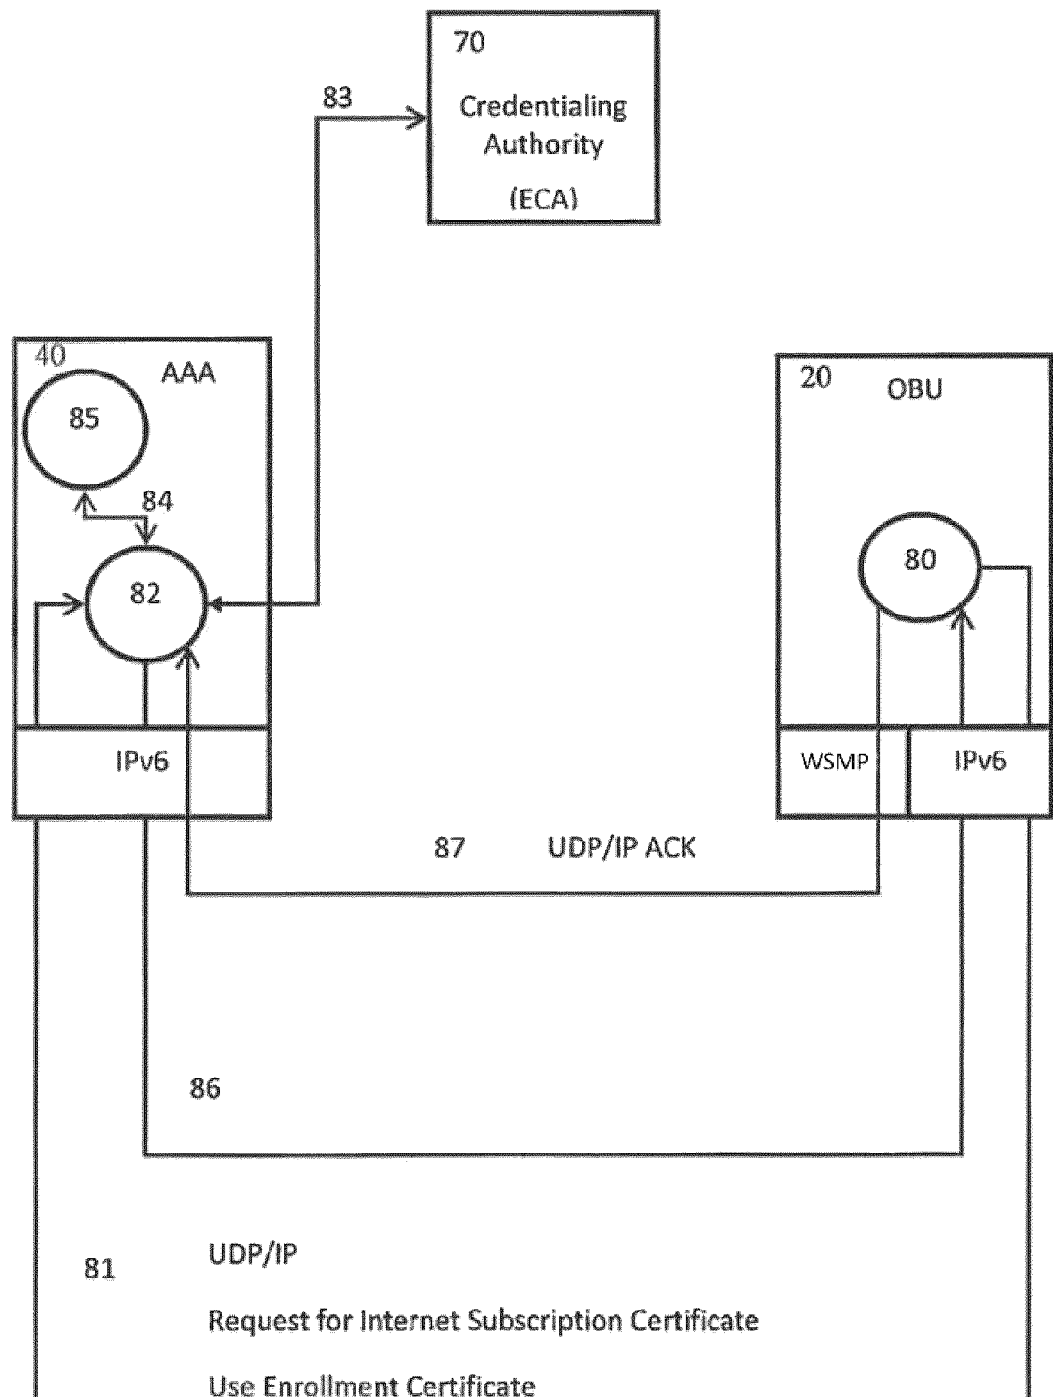 70
Credentialing
Authority
(ECA)
83
40
AAA
85
84
82
IPv6
20
OBU
80
WSMP
IPv6
87
UDP/IP ACK
86
81
UDP/IP
Request for Internet Subscription Certificate
Use Enrollment Certificate